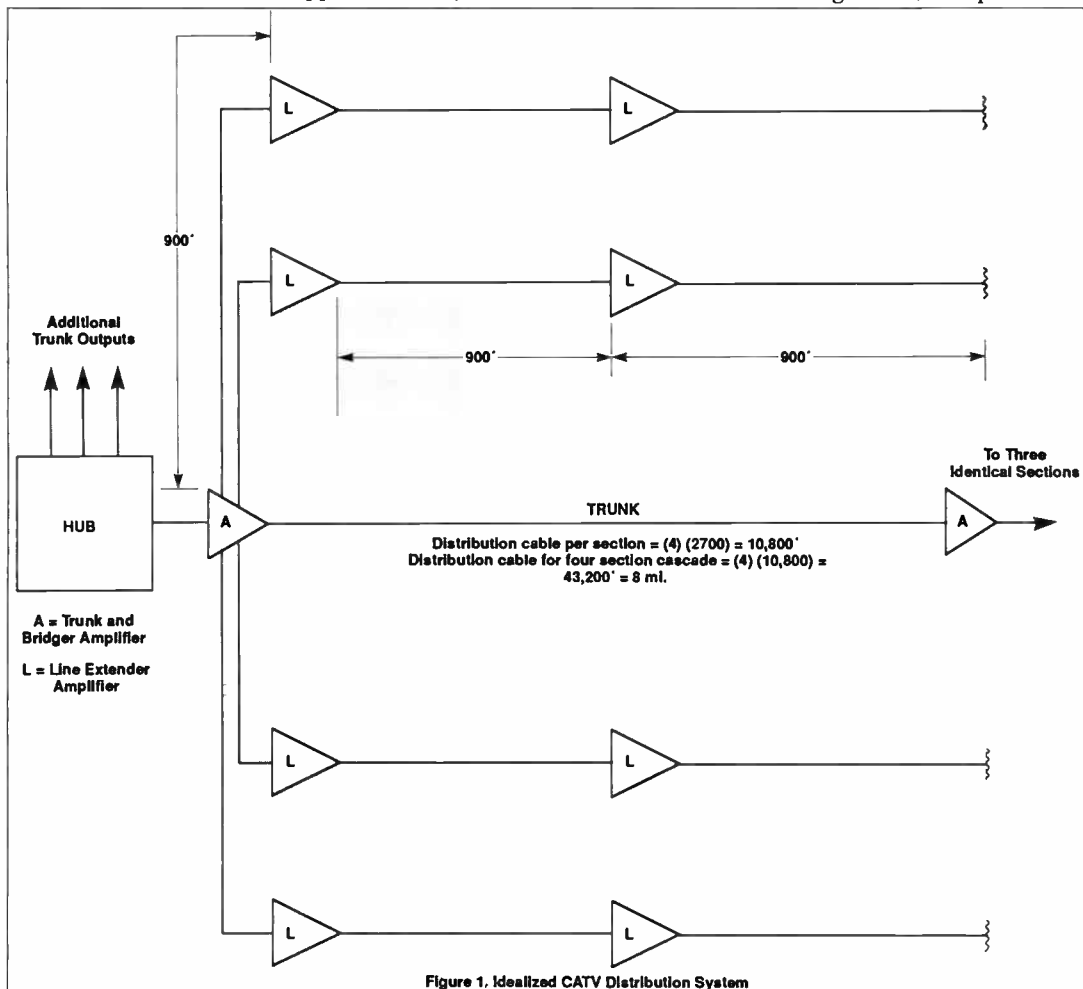 L
L
900'
L
L
Additional
Trunk Outputs
900'
900'
To Three
Identical Sections
HUB
A
TRUNK
A
Distribution cable per section = (4) (2700) = 10,800'
Distribution cable for four section cascade = (4) (10,800) =
43,200' = 8 mi.
A = Trunk and
Bridger Amplifier
L = Line Extender
Amplifier
L
L
L
L
Figure 1. Idealized CATV Distribution System